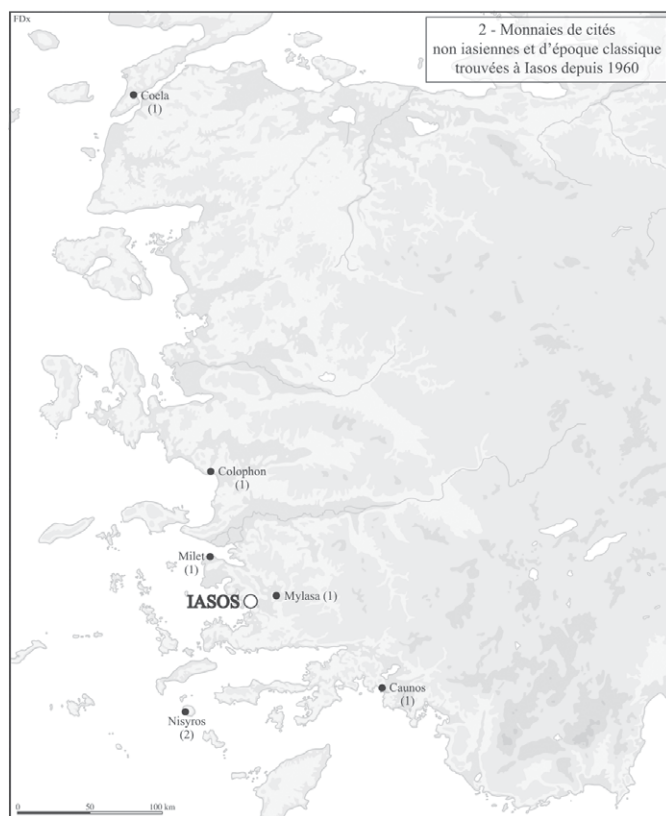 FDx
2 - Monnaies de cités
non iasiennes et d'époque classique
trouvées à Iasos depuis 1960
Coela
(1)
Colophon
(1)
Milet
(1)
IASOS
Mylasa (1)
Caunos
(1)
Nisyros
(2)
0 50 100 km